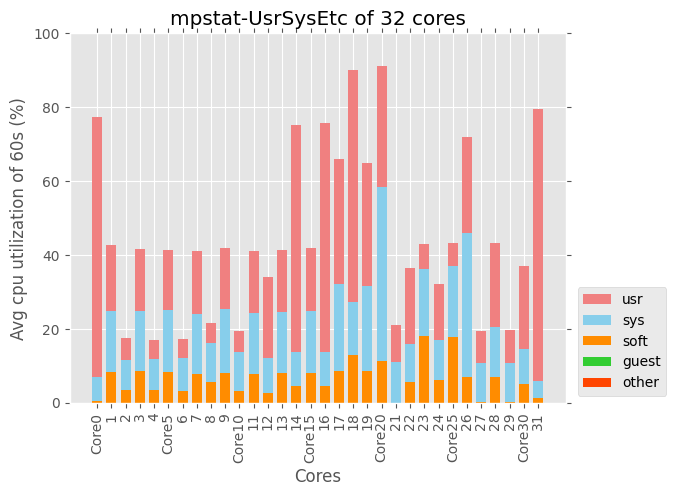 mpstat-UsrSysEtc of 32 cores
Avg cpu utilization of 60s (%)
100
80
60
40
20
0
Core0
1
2
3
4
Core5
6
7
8
9
Core10
11
12
13
14
Core15
16
17
18
19
Core20
21
22
23
24
Core25
26
27
28
29
Core30
31
Cores
usr
sys
soft
guest
other